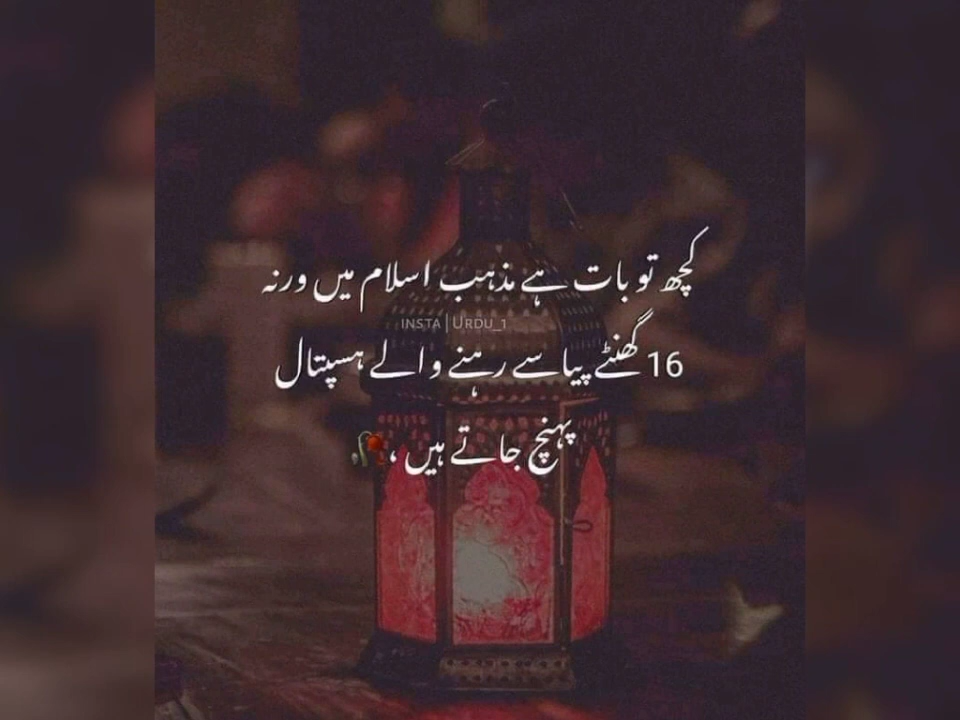 کچھ تو بات ہے مذہب اسلام میں ورنہ
INSTA | URDU_1
16 گھنٹے پیاسے رہنے والے ہسپتال
پہنچ جاتے ہیں ، 🥀